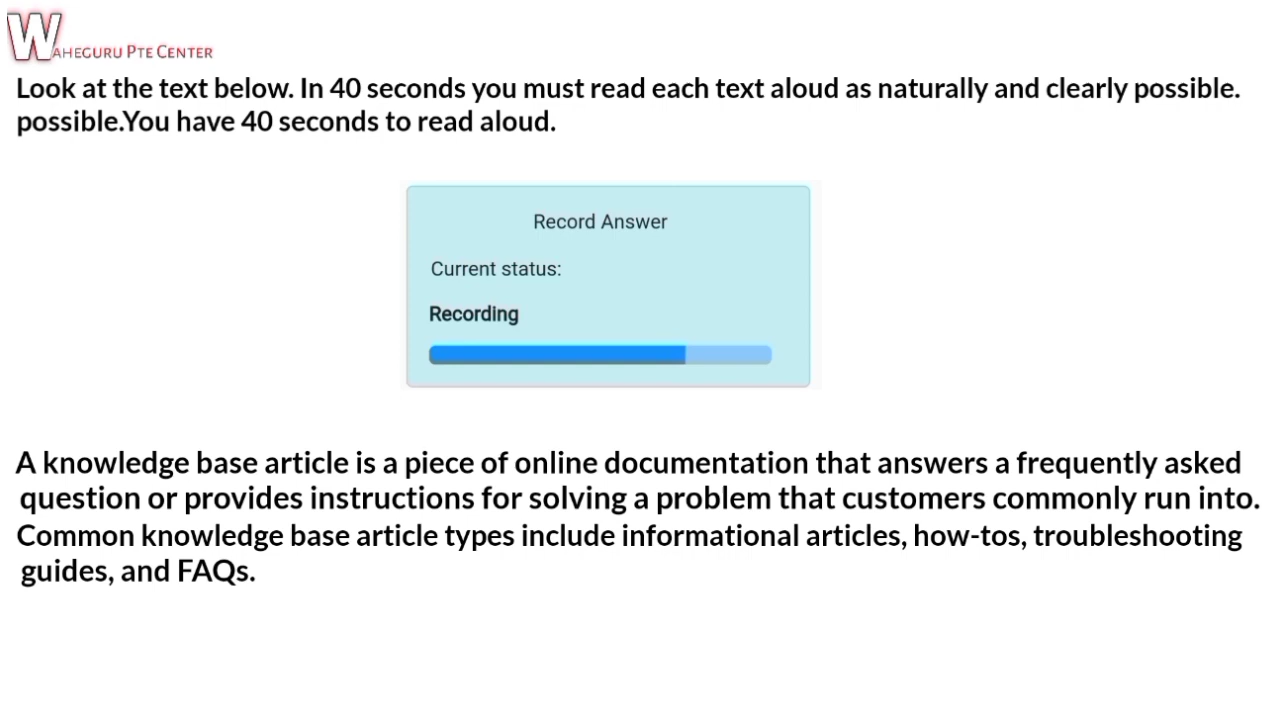 WAHEGURU PTE CENTER
Look at the text below. In 40 seconds you must read each text aloud as naturally and clearly possible.
possible.You have 40 seconds to read aloud.
Record Answer
Current status:
Recording
A knowledge base article is a piece of online documentation that answers a frequently asked
question or provides instructions for solving a problem that customers commonly run into.
Common knowledge base article types include informational articles, how-tos, troubleshooting
guides, and FAQs.